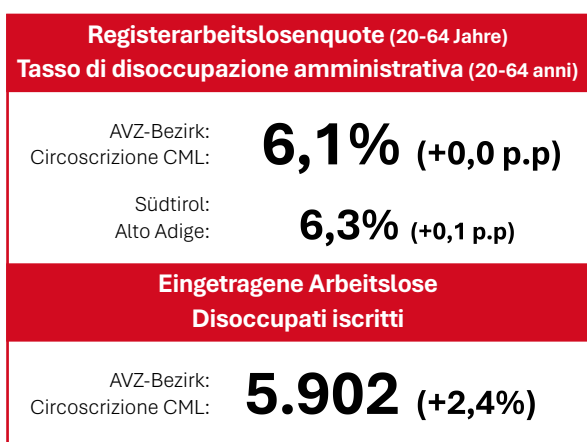 Registerarbeitslosenquote (20-64 Jahre)
Tasso di disoccupazione amministrativa (20-64 anni)
AVZ-Bezirk:
Circoscrizione CML:
6,1% (+0,0 p.p)
Südtirol:
Alto Adige:
6,3% (+0,1 p.p)
Eingetragene Arbeitslose
Disoccupati iscritti
AVZ-Bezirk:
Circoscrizione CML:
5.902 (+2,4%)